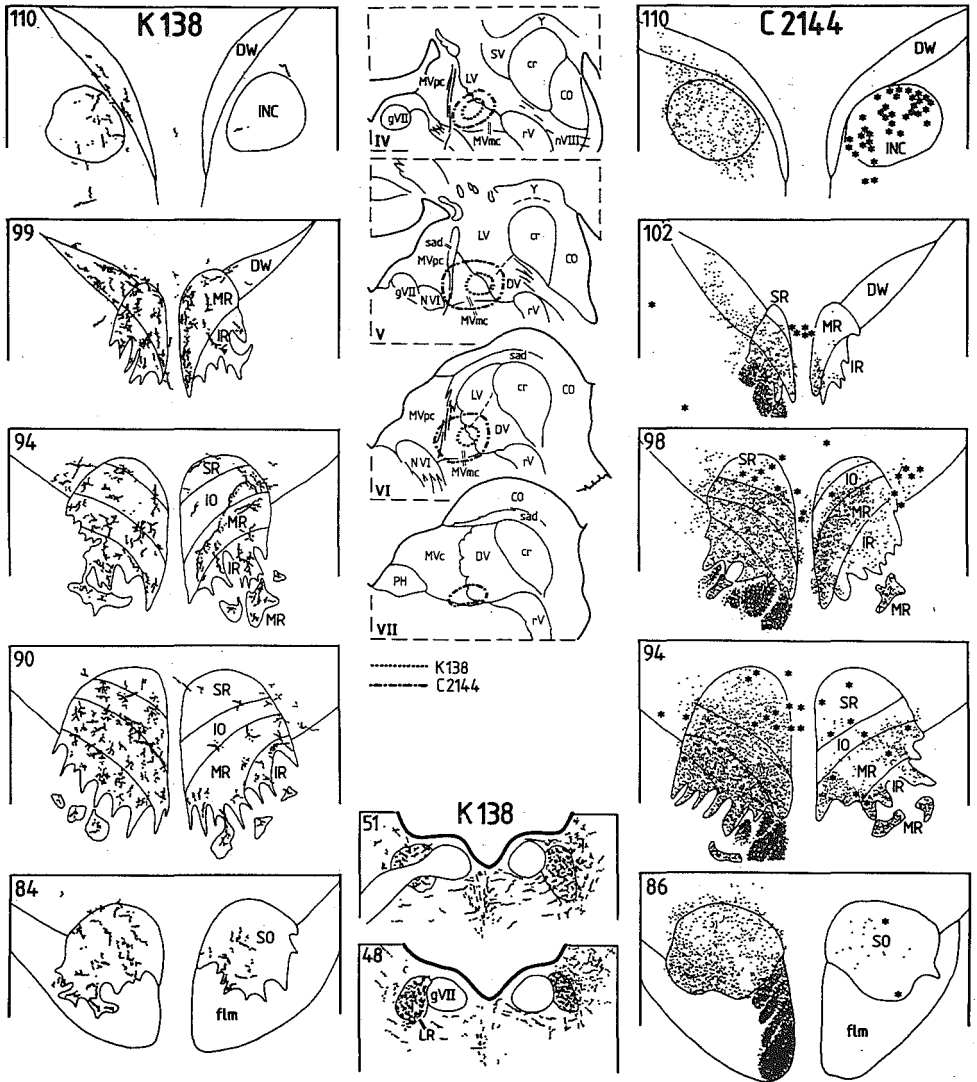 110
K 138
DW
INC
99
DW
MR
IR
94
SR
IO
MR
IR
MR
90
SR
IO
MR
IR
84
SO
flm
Y
SV
cr
LV
MVpc
CO
gVII
rV
IV
MVmc
nVIII
Y
LV
cr
sad
MVpc
CO
gVII
NVI
DV
V
MVmc
rV
sad
LV
cr
CO
MVpc
DV
NVI
VI
MVmc
rV
CO
sad
MVc
DV
cr
PH
VII
rV
K138
C2144
K 138
51
48
gVII
LR
110
C 2144
DW
INC
102
DW
SR
MR
IR
98
SR
IO
MR
IR
94
SR
IO
MR
IR
MR
86
SO
flm